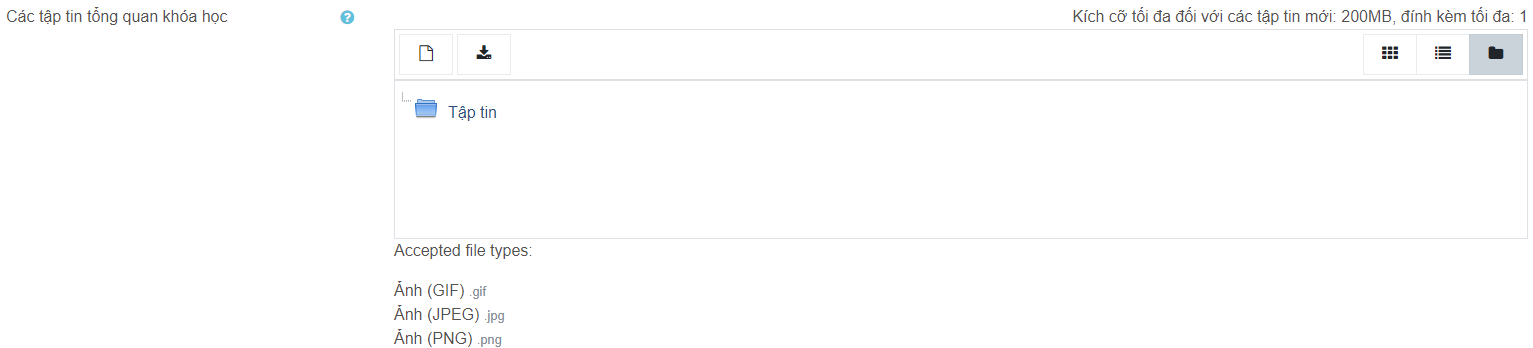 Các tập tin tổng quan khóa học
Kích cỡ tối đa đối với các tập tin mới: 200MB, đính kèm tối đa: 1
Tập tin
Accepted file types:
Ảnh (GIF) .gif
Ảnh (JPEG) .jpg
Ảnh (PNG) .png